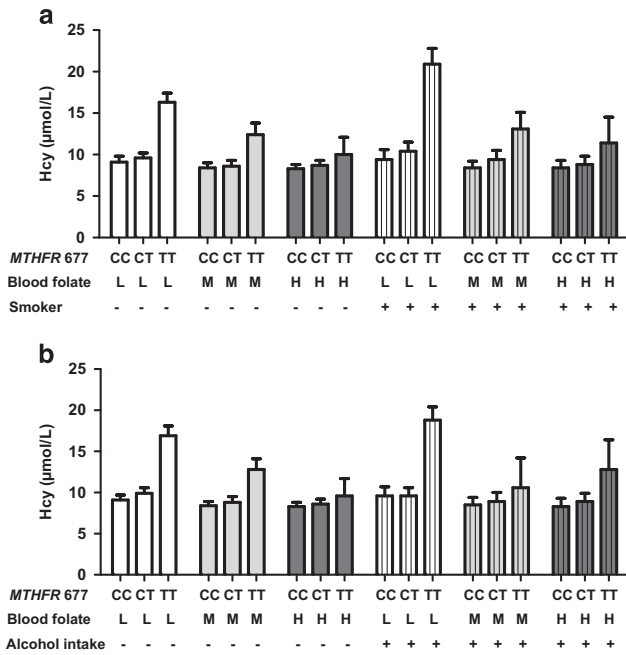 a
25
20
15
10
5
0
Hcy (µmol/L)
MTHFR 677 CC CT TT CC CT TT CC CT TT CC CT TT CC CT TT CC CT TT
Blood folate L L L M M M H H H L L L M M M H H H
Smoker - - - - - - - - - + + + + + + + + +
b
25
20
15
10
5
0
Hcy (µmol/L)
MTHFR 677 CC CT TT CC CT TT CC CT TT CC CT TT CC CT TT CC CT TT
Blood folate L L L M M M H H H L L L M M M H H H
Alcohol intake - - - - - - - - - + + + + + + + + +